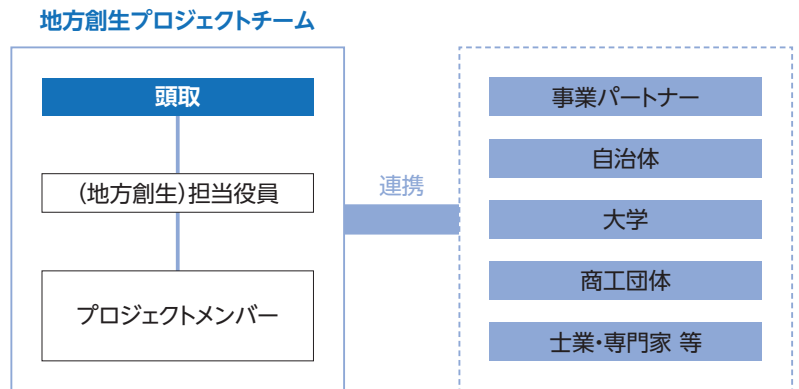 地方創生プロジェクトチーム
頭取
(地方創生)担当役員
プロジェクトメンバー
連携
事業パートナー
自治体
大学
商工団体
士業・専門家 等